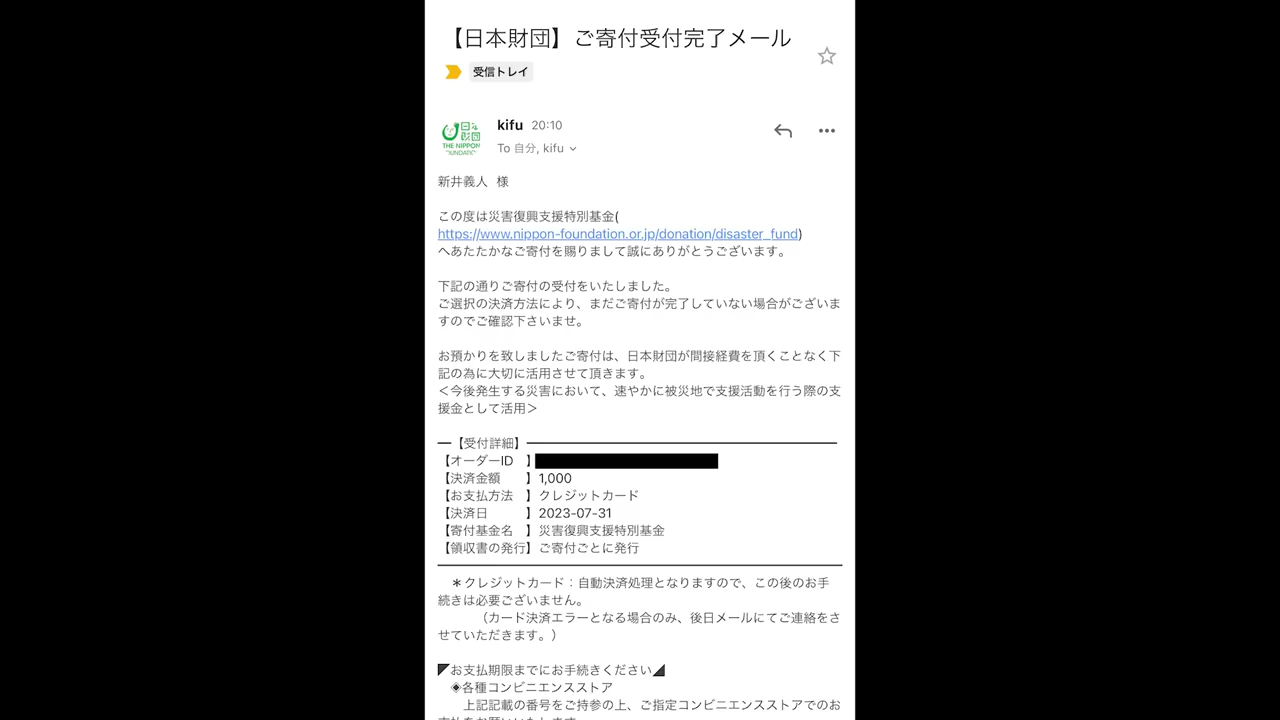 【日本財団】ご寄付受付完了メール
受信トレイ
日本財団
THE NIPPON
FOUNDATION
kifu 20:10
To 自分, kifu
新井義人 様
この度は災害復興支援特別基金(
https://www.nippon-foundation.or.jp/donation/disaster_fund)
へあたたかなご寄付を賜りまして誠にありがとうございます。
下記の通りご寄付の受付をいたしました。
ご選択の決済方法により、まだご寄付が完了していない場合がございま
すのでご確認下さいませ。
お預かりを致しましたご寄付は、日本財団が間接経費を頂くことなく下
記の為に大切に活用させて頂きます。
＜今後発生する災害において、速やかに被災地で支援活動を行う際の支
援金として活用＞
━【受付詳細】━━━━━━━━━━━━━━━━━━━━
【オーダーID 】
【決済金額 】1,000
【お支払方法 】クレジットカード
【決済日 】2023-07-31
【寄付基金名 】災害復興支援特別基金
【領収書の発行】ご寄付ごとに発行
＊クレジットカード：自動決済処理となりますので、この後のお手
続きは必要ございません。
（カード決済エラーとなる場合のみ、後日メールにてご連絡をさ
せていただきます。）
◤お支払期限までにお手続きください◢
◈各種コンビニエンスストア
上記記載の番号をご持参の上、ご指定コンビニエンスストアでのお